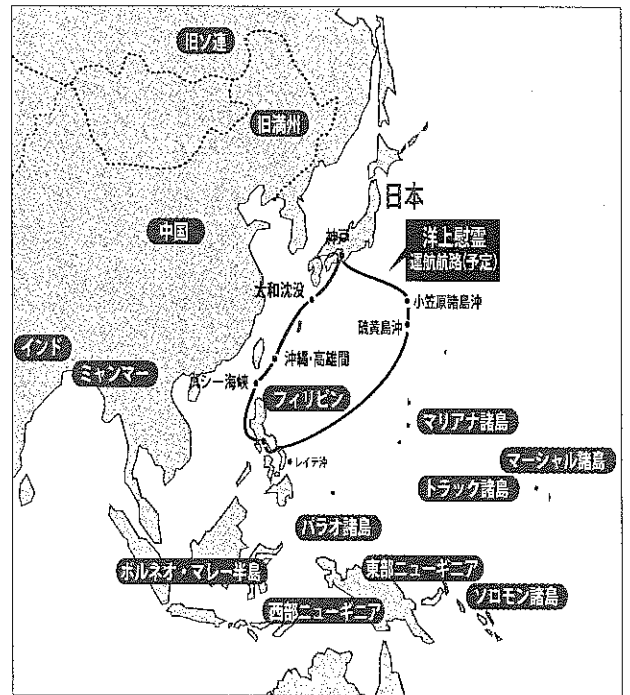 旧ソ連
旧満州
中国
日本
神戸
洋上慰霊
運航航路(予定)
大和沈没
小笠原諸島沖
硫黄島沖
インド
ミャンマー
沖縄・高雄間
バシー海峡
フィリピン
マリアナ諸島
レイテ沖
マーシャル諸島
トラック諸島
パラオ諸島
ボルネオ・マレー半島
東部ニューギニア
西部ニューギニア
ソロモン諸島